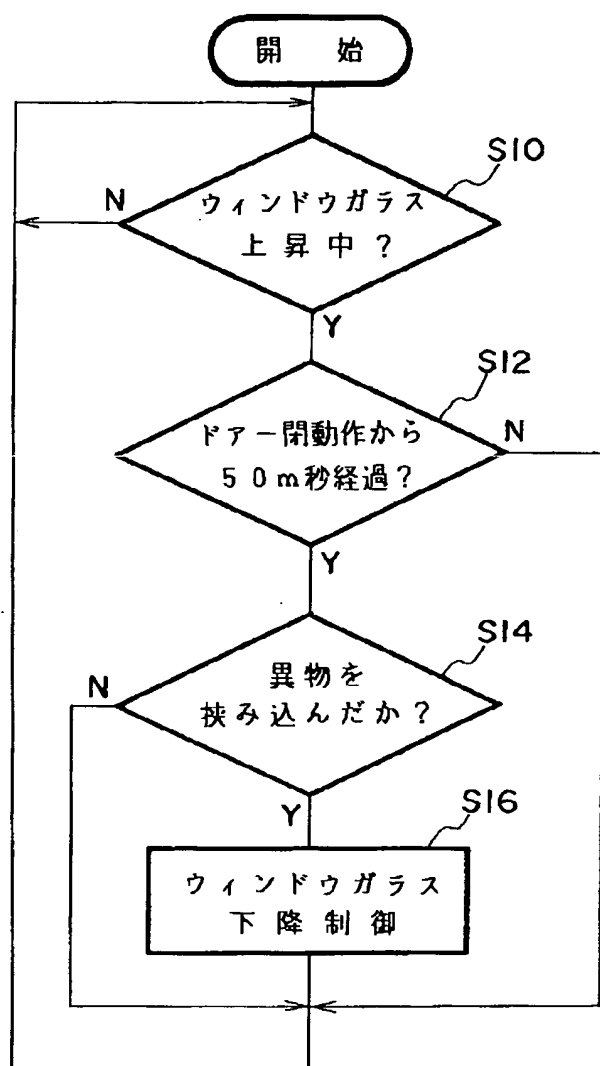 開 始
S10
N
ウィンドウガラス
上昇中?
Y
S12
ドアー閉動作から
N
50m秒経過?
Y
S14
N
異物を
挟み込んだか?
Y
S16
ウィンドウガラス
下降制御